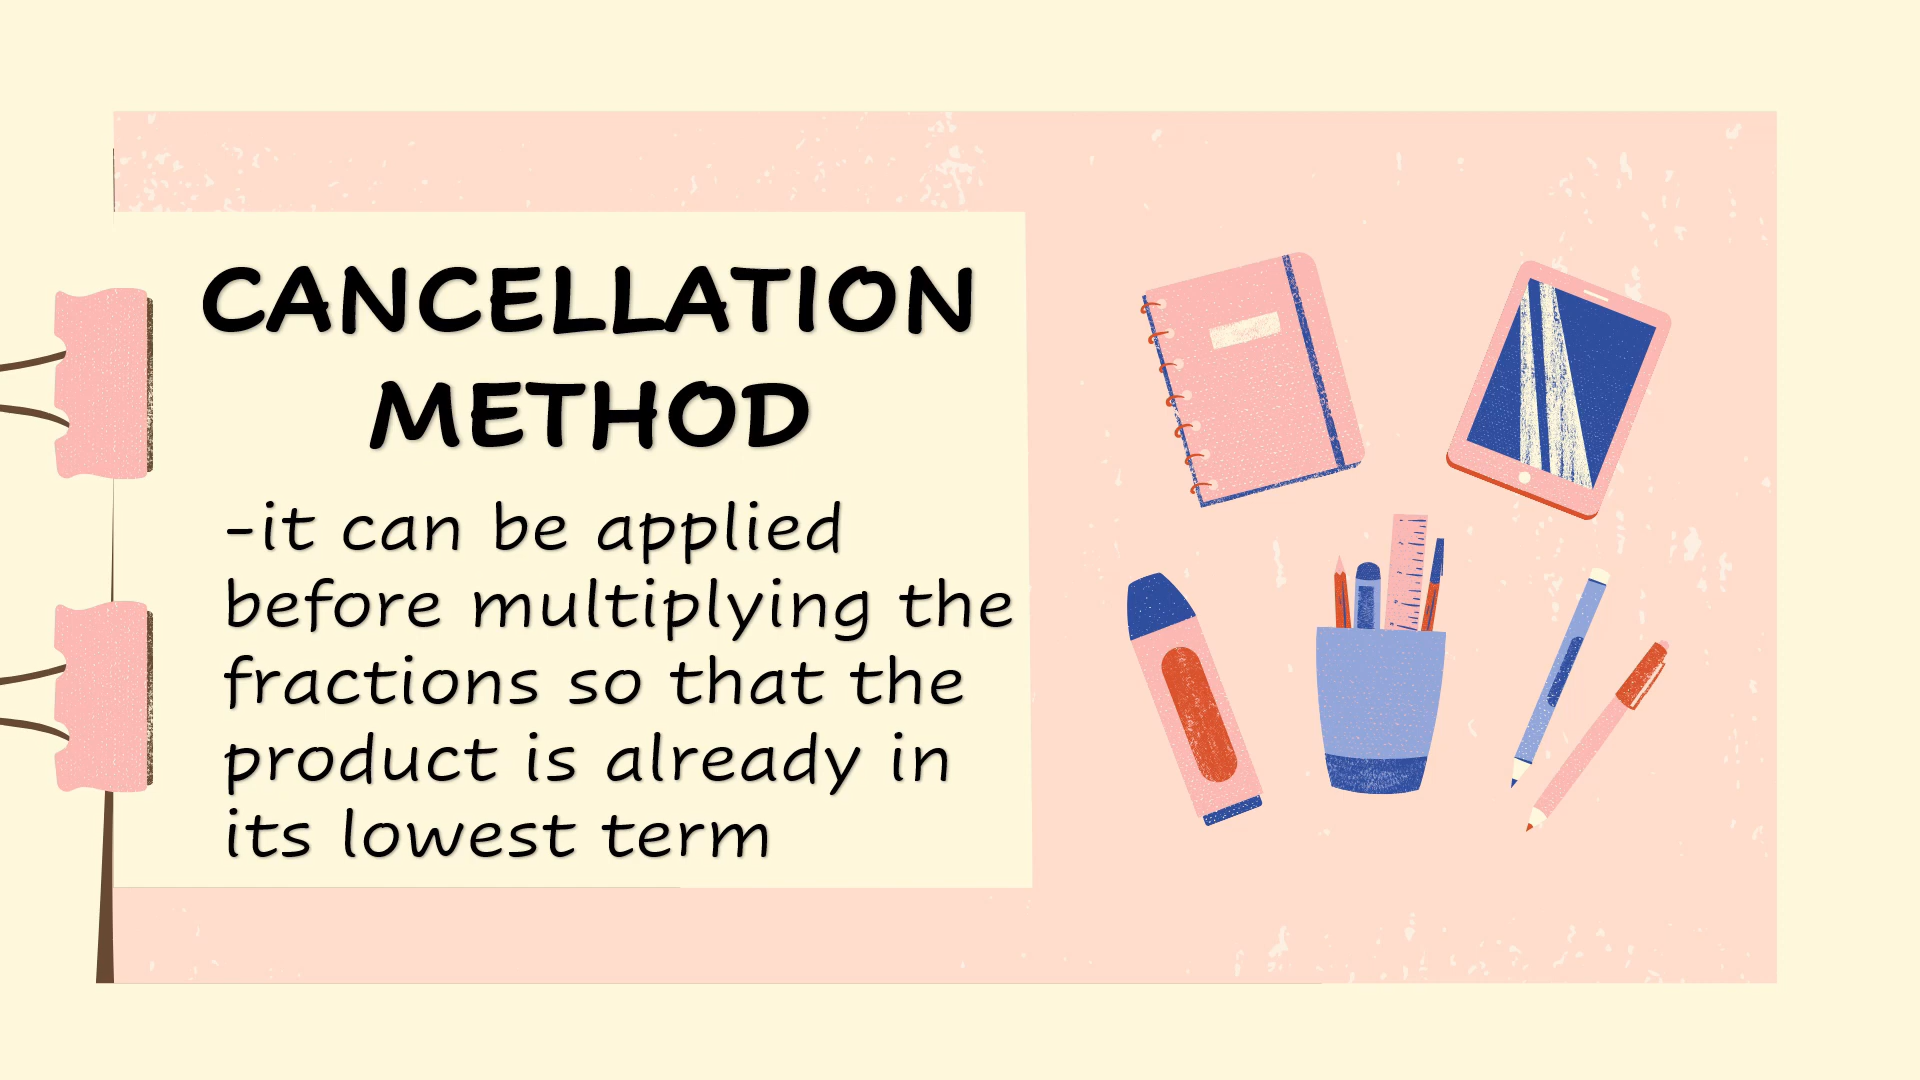 CANCELLATION
METHOD
-it can be applied
before multiplying the
fractions so that the
product is already in
its lowest term